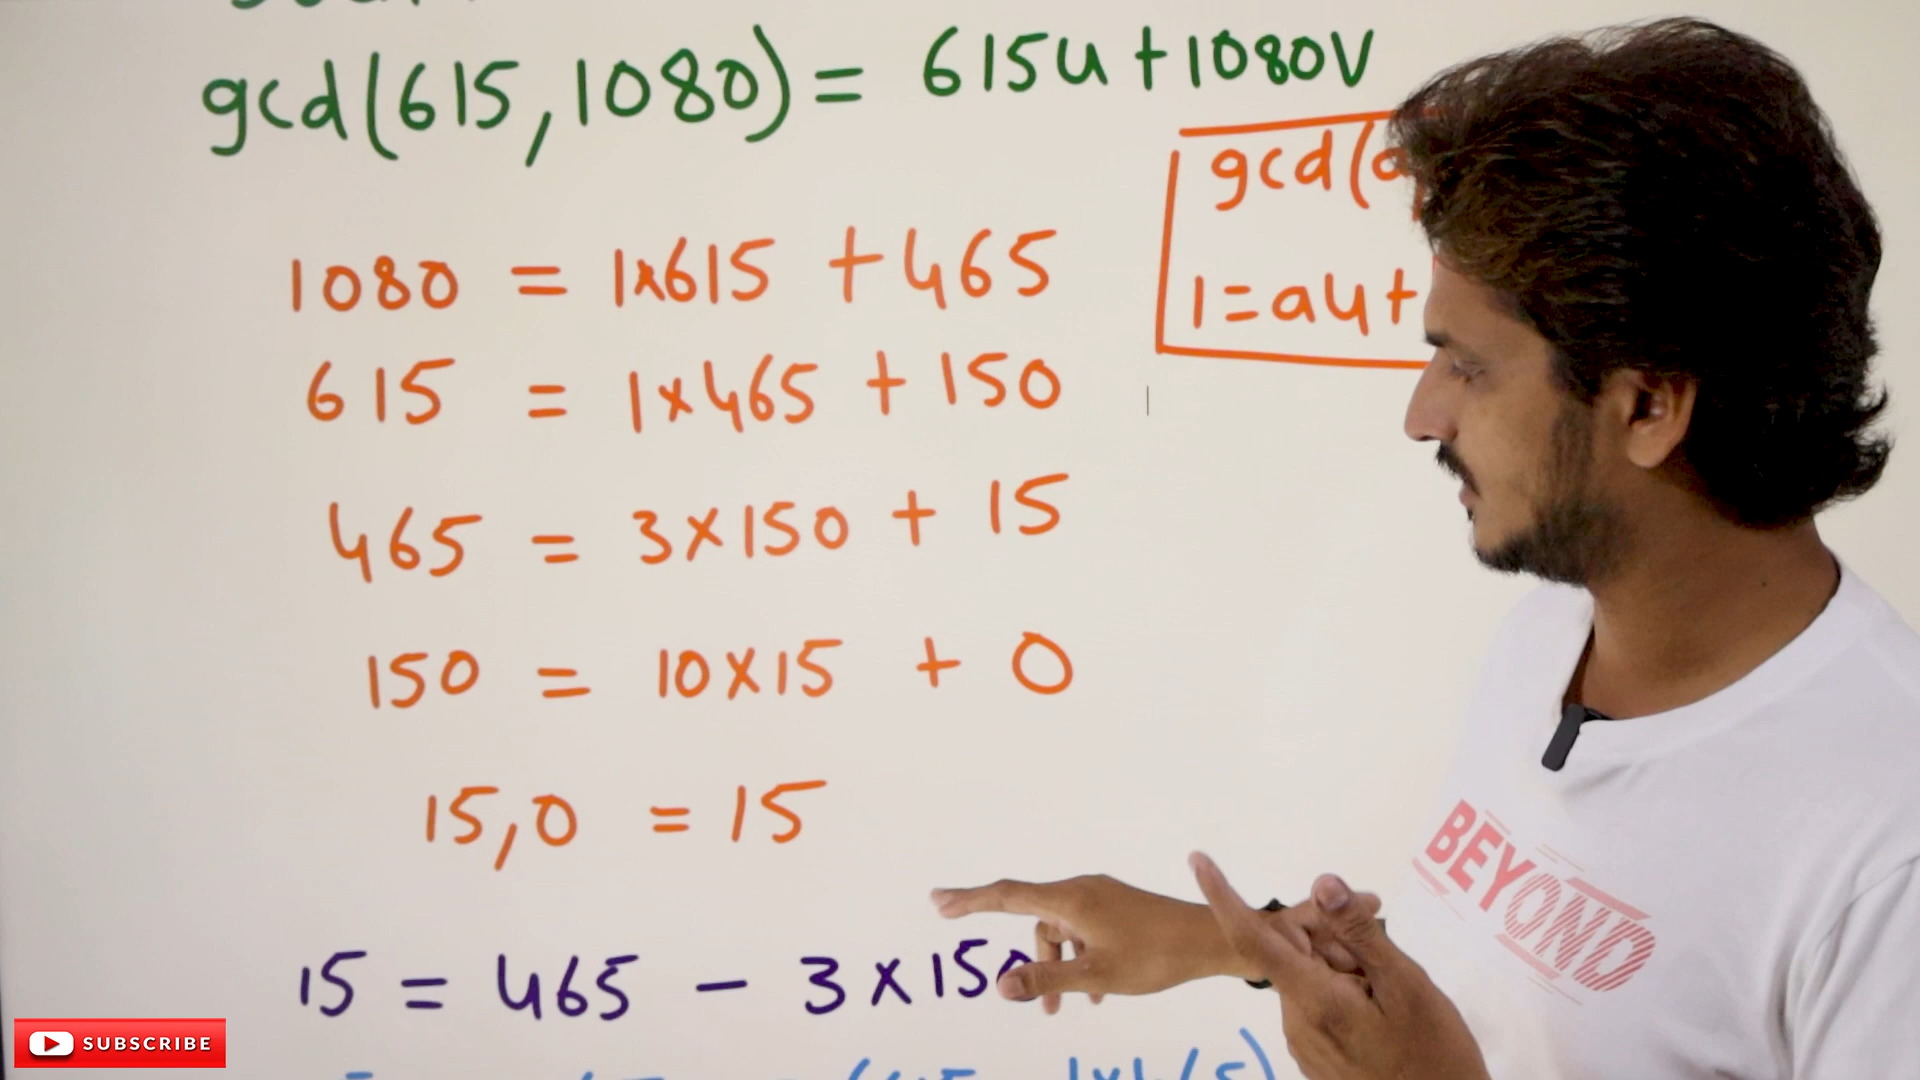 gcd(615,1080) = 615u+1080v
gcd(a
1=au+
1080 = 1x615 + 465
615 = 1x465 + 150
465 = 3x150 + 15
150 = 10x15 + 0
15,0 = 15
15 = 465 - 3x150
BEYOND
SUBSCRIBE